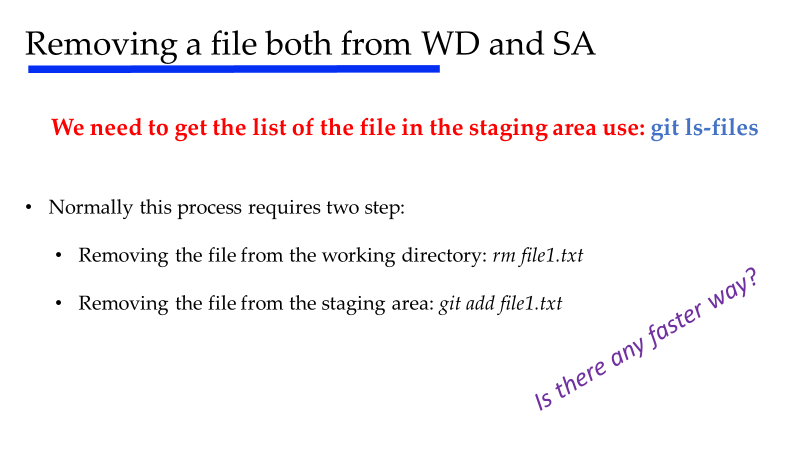 Removing a file both from WD and SA
We need to get the list of the file in the staging area use: git ls-files
• Normally this process requires two step:
• Removing the file from the working directory: rm file1.txt
• Removing the file from the staging area: git add file1.txt
Is there any faster way?